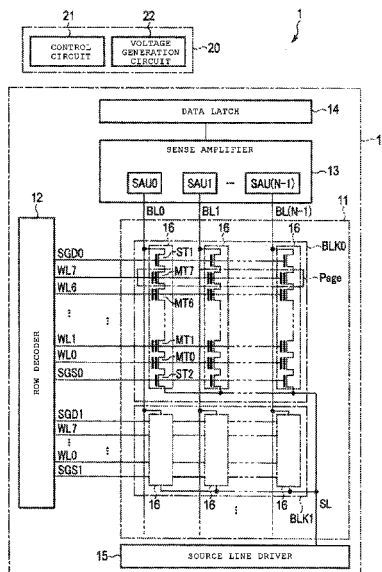 21
22
1
CONTROL CIRCUIT
VOLTAGE GENERATION CIRCUIT
20
DATA LATCH
14
SENSE AMPLIFIER
SAU0 SAU1 SAU(N-1)
13
12
BL0 BL1 BL(N-1)
11
16 16 16
BLK0
ROW DECODER
SGD0
ST1
WL7
MT7
Page
WL6
MT6
WL1
MT1
WL0
MT0
SGS0
ST2
SGD1
WL7
WL0
SGS1
SL
16 16 16
BLK1
15
SOURCE LINE DRIVER